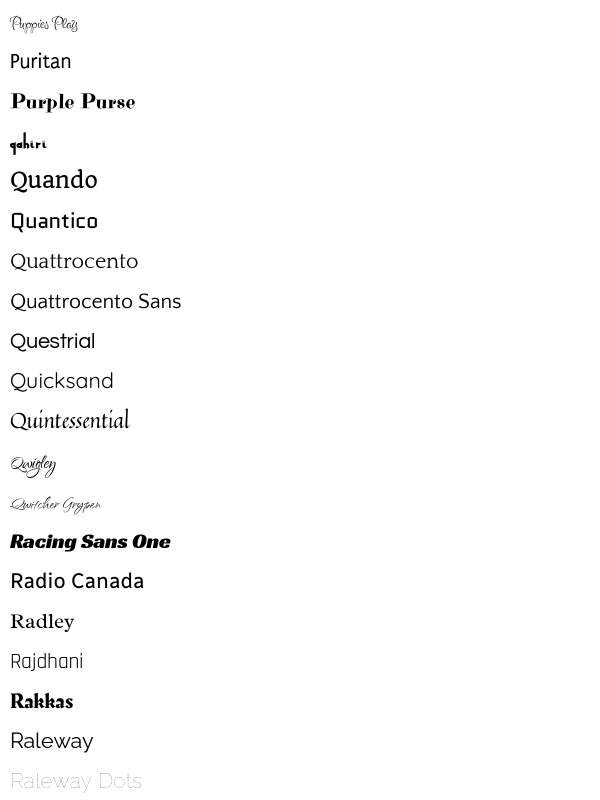 Puppies Play
Puritan
Purple Purse
qahiri
Quando
Quantico
Quattrocento
Quattrocento Sans
Questrial
Quicksand
Quintessential
Qwigley
Qwitcher Grypen
Racing Sans One
Radio Canada
Radley
Rajdhani
Rakkas
Raleway
Raleway Dots